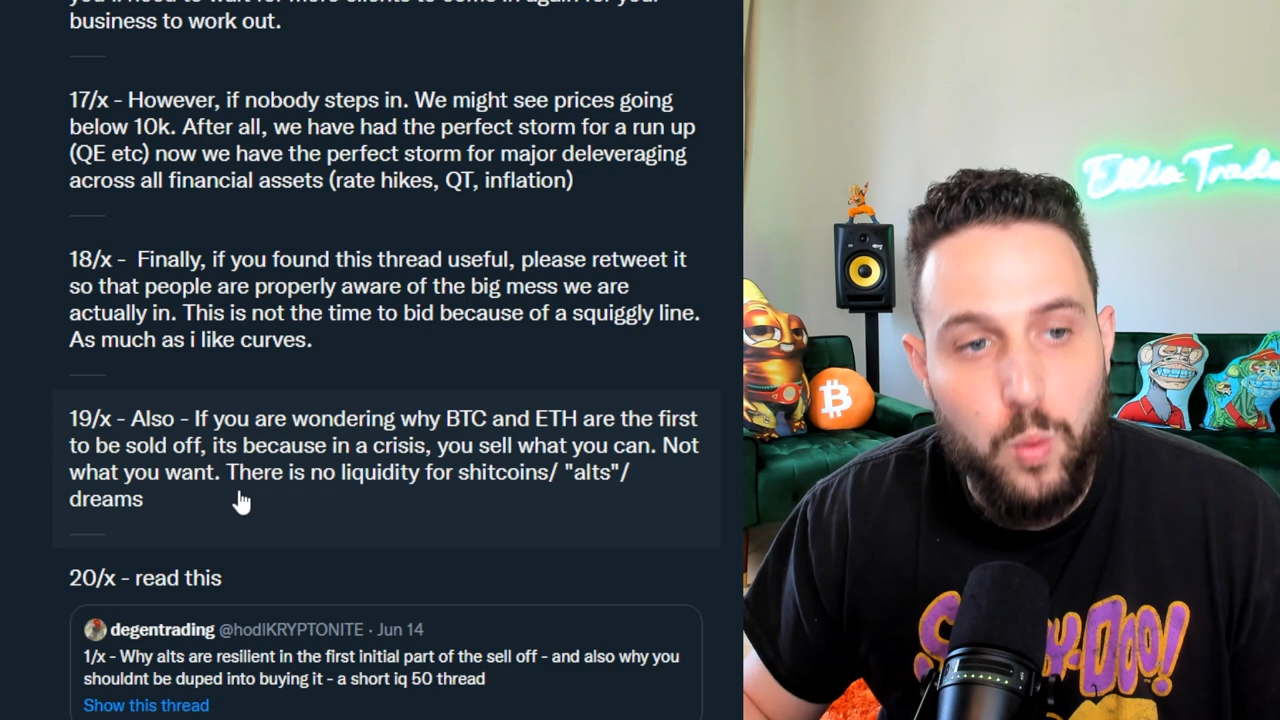 business to work out.
17/x - However, if nobody steps in. We might see prices going
below 10k. After all, we have had the perfect storm for a run up
(QE etc) now we have the perfect storm for major deleveraging
across all financial assets (rate hikes, QT, inflation)
18/x -  Finally, if you found this thread useful, please retweet it
so that people are properly aware of the big mess we are
actually in. This is not the time to bid because of a squiggly line.
As much as i like curves.
19/x - Also - If you are wondering why BTC and ETH are the first
to be sold off, its because in a crisis, you sell what you can. Not
what you want. There is no liquidity for shitcoins/ "alts"/
dreams
20/x - read this
degentrading @hodlKRYPTONITE · Jun 14
1/x - Why alts are resilient in the first initial part of the sell off - and also why you
shouldnt be duped into buying it - a short iq 50 thread
Show this thread
Ellio Trade